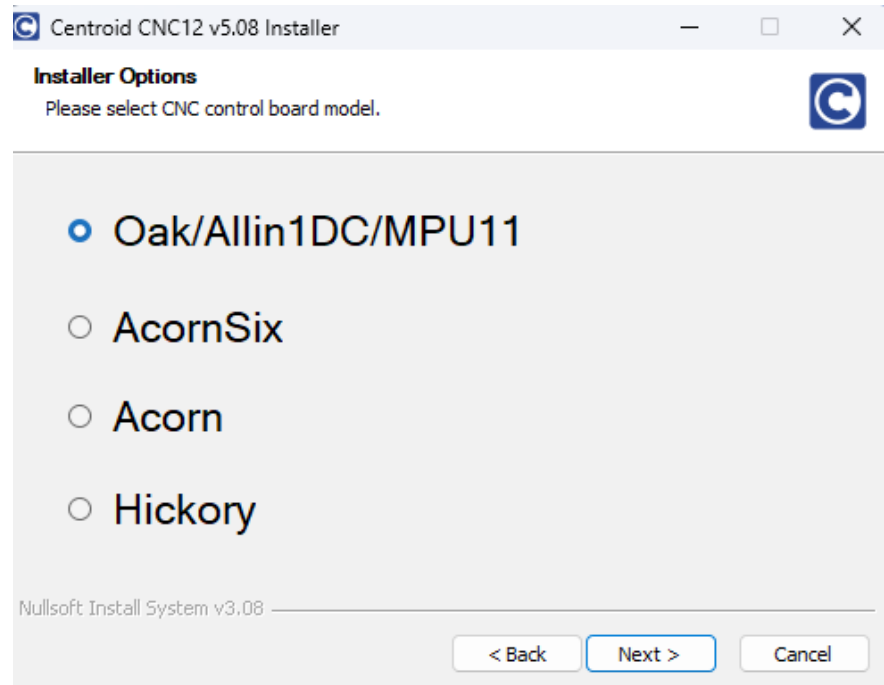 Centroid CNC12 v5.08 Installer
Installer Options
Please select CNC control board model.
Oak/Allin1DC/MPU11
AcornSix
Acorn
Hickory
Nullsoft Install System v3.08
< Back Next > Cancel